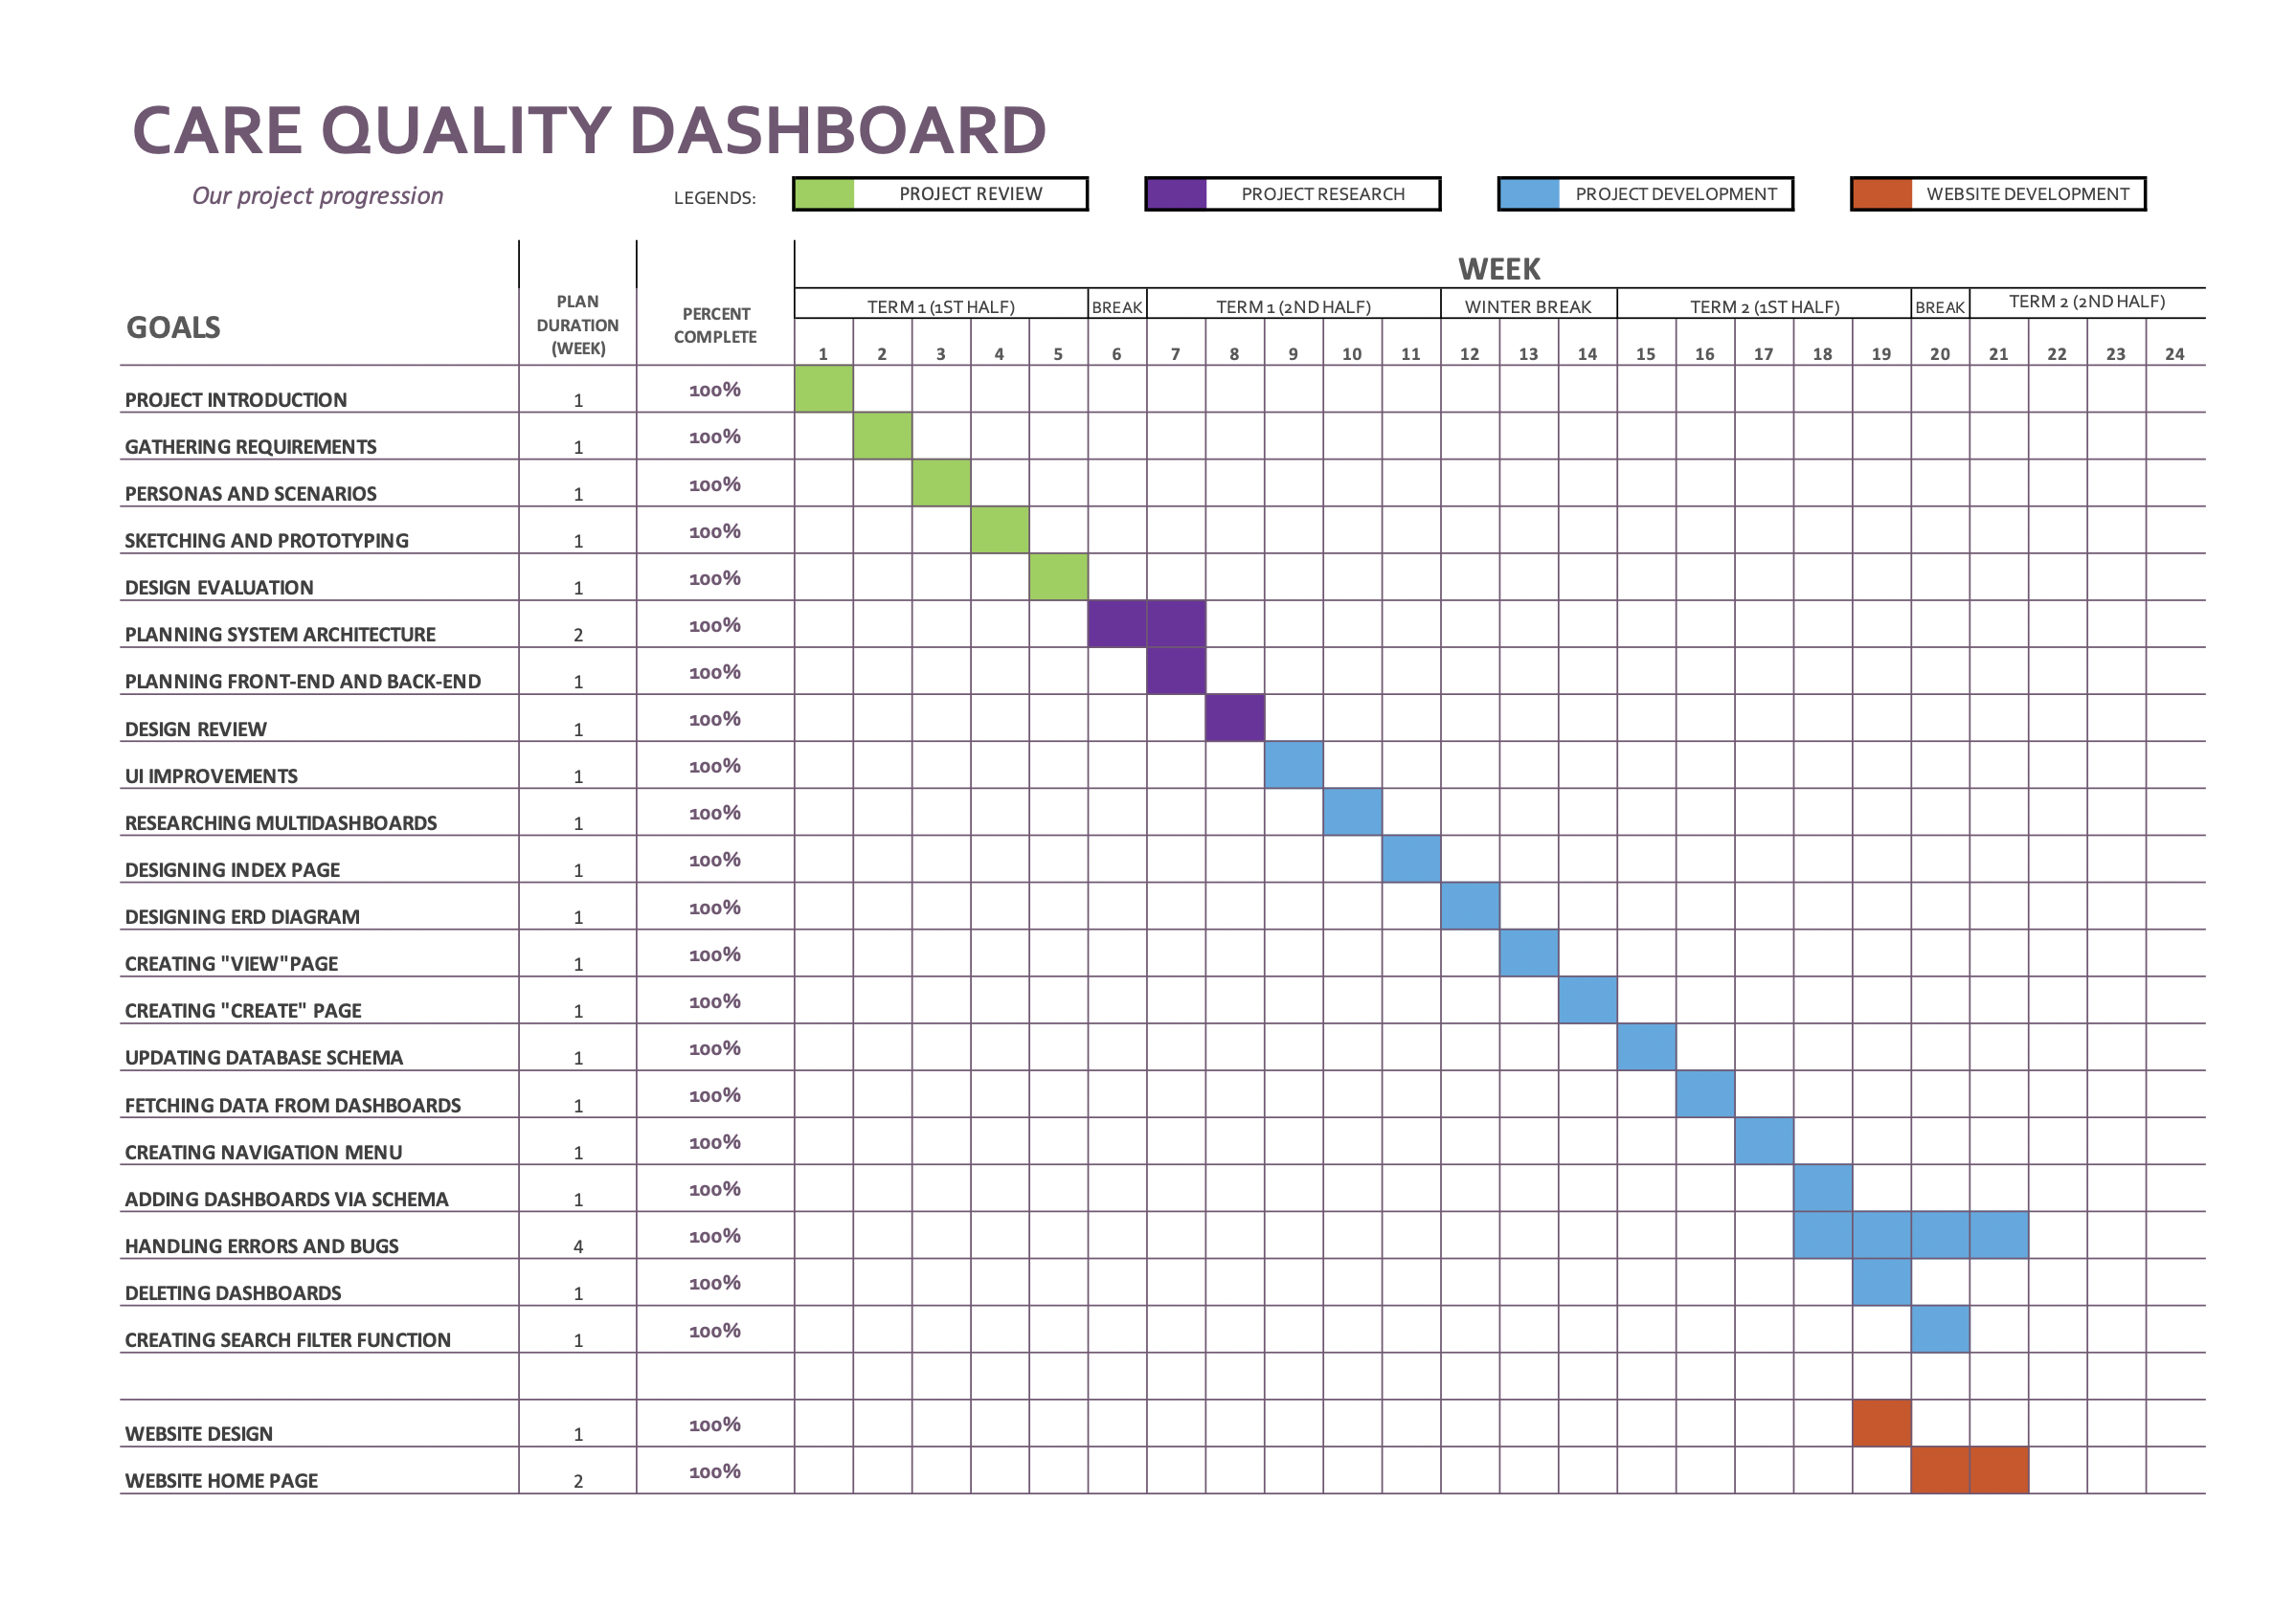 CARE QUALITY DASHBOARD
Our project progression
LEGENDS:
PROJECT REVIEW
PROJECT RESEARCH
PROJECT DEVELOPMENT
WEBSITE DEVELOPMENT
GOALS
PLAN
DURATION
(WEEK)
PERCENT
COMPLETE
WEEK
TERM 1 (1ST HALF) BREAK TERM 1 (2ND HALF) WINTER BREAK TERM 2 (1ST HALF) BREAK TERM 2 (2ND HALF)
1 2 3 4 5 6 7 8 9 10 11 12 13 14 15 16 17 18 19 20 21 22 23 24
PROJECT INTRODUCTION 1 100%
GATHERING REQUIREMENTS 1 100%
PERSONAS AND SCENARIOS 1 100%
SKETCHING AND PROTOTYPING 1 100%
DESIGN EVALUATION 1 100%
PLANNING SYSTEM ARCHITECTURE 2 100%
PLANNING FRONT-END AND BACK-END 1 100%
DESIGN REVIEW 1 100%
UI IMPROVEMENTS 1 100%
RESEARCHING MULTIDASHBOARDS 1 100%
DESIGNING INDEX PAGE 1 100%
DESIGNING ERD DIAGRAM 1 100%
CREATING "VIEW"PAGE 1 100%
CREATING "CREATE" PAGE 1 100%
UPDATING DATABASE SCHEMA 1 100%
FETCHING DATA FROM DASHBOARDS 1 100%
CREATING NAVIGATION MENU 1 100%
ADDING DASHBOARDS VIA SCHEMA 1 100%
HANDLING ERRORS AND BUGS 4 100%
DELETING DASHBOARDS 1 100%
CREATING SEARCH FILTER FUNCTION 1 100%
WEBSITE DESIGN 1 100%
WEBSITE HOME PAGE 2 100%